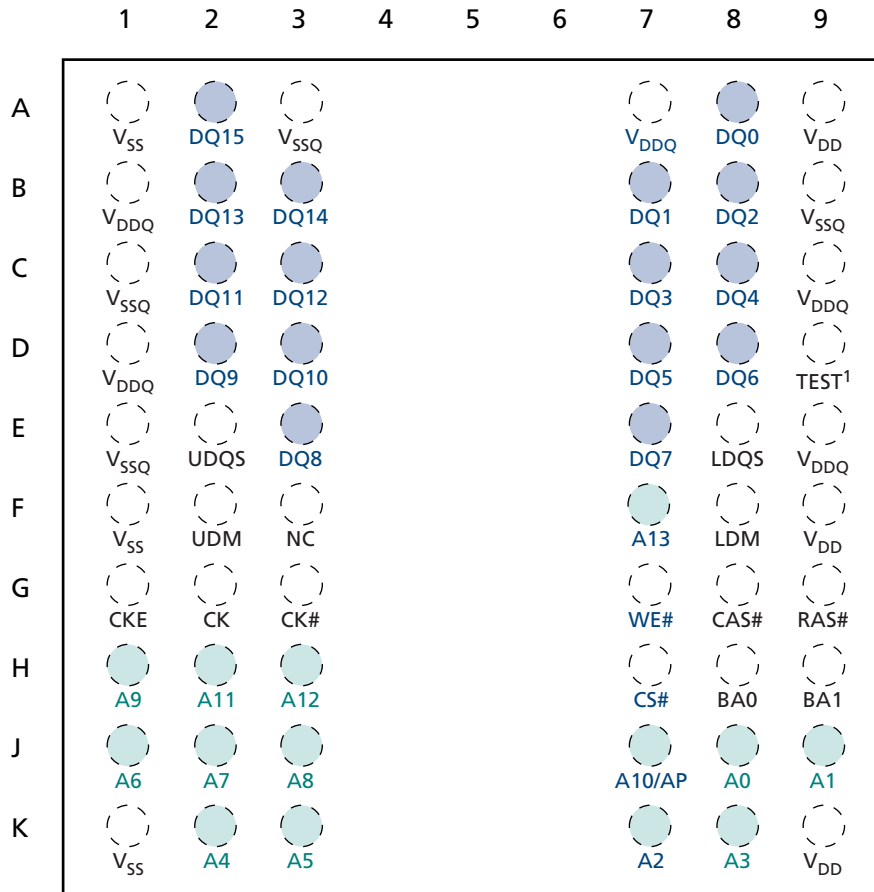 1 2 3 4 5 6 7 8 9
A
VSS DQ15 VSSQ VDDQ DQ0 VDD
B
VDDQ DQ13 DQ14 DQ1 DQ2 VSSQ
C
VSSQ DQ11 DQ12 DQ3 DQ4 VDDQ
D
VDDQ DQ9 DQ10 DQ5 DQ6 TEST1
E
VSSQ UDQS DQ8 DQ7 LDQS VDDQ
F
VSS UDM NC A13 LDM VDD
G
CKE CK CK# WE# CAS# RAS#
H
A9 A11 A12 CS# BA0 BA1
J
A6 A7 A8 A10/AP A0 A1
K
VSS A4 A5 A2 A3 VDD